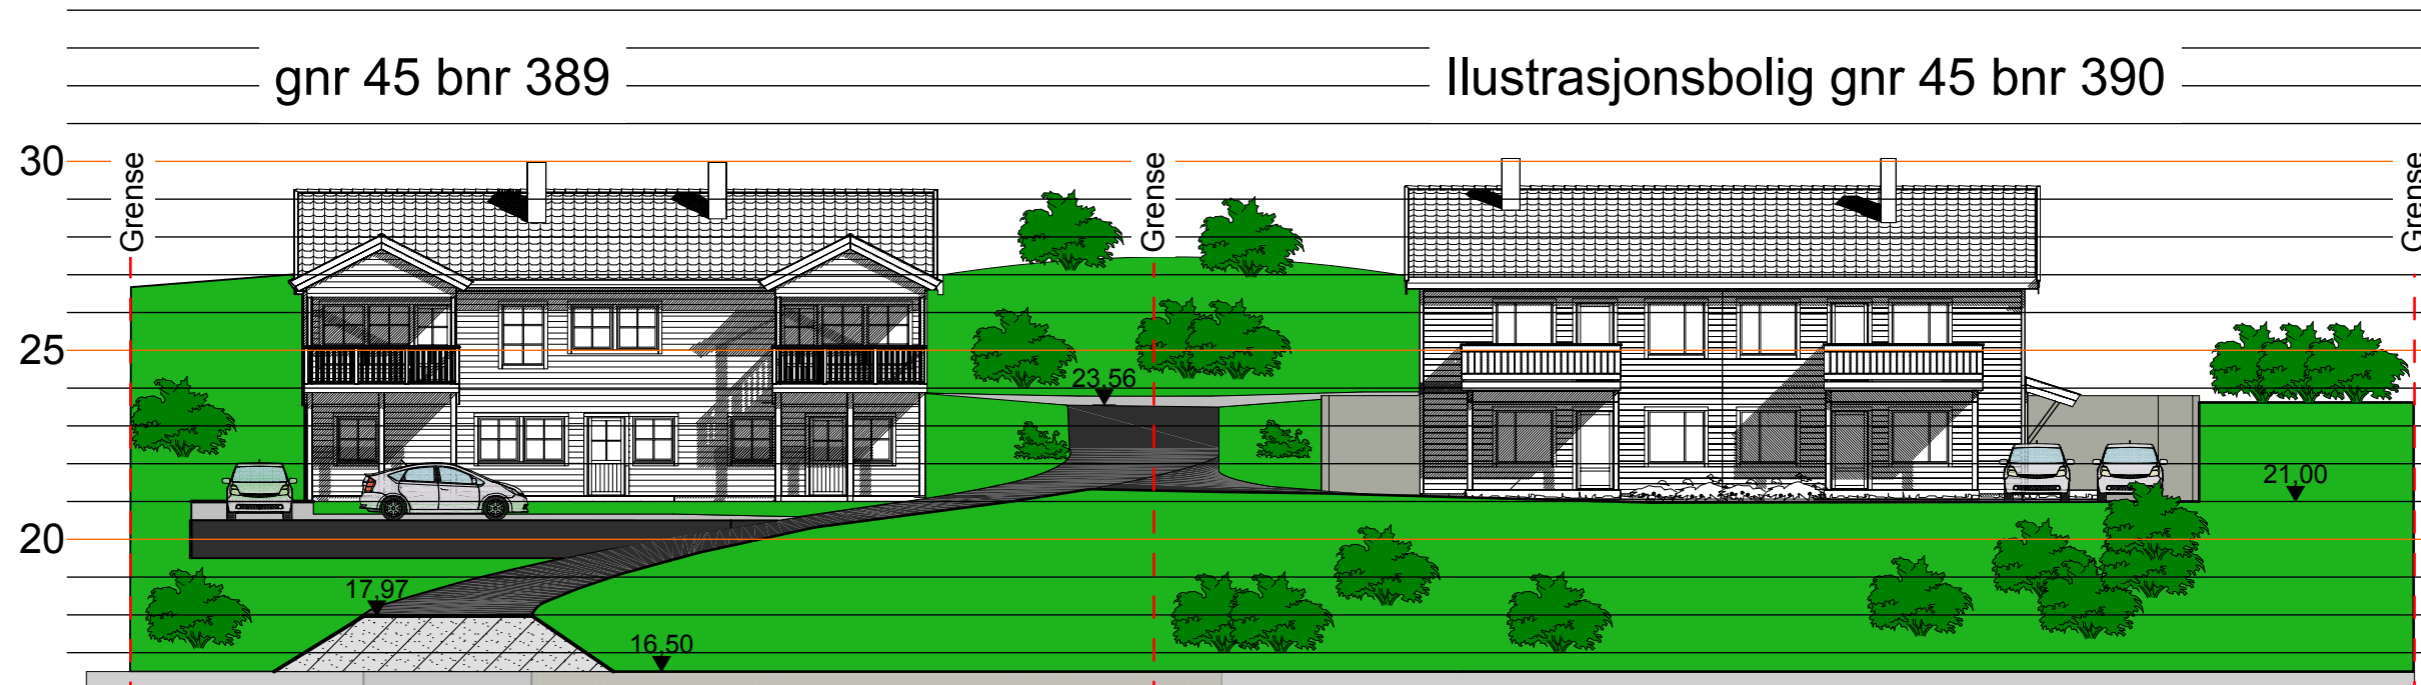 gnr 45 bnr 389
Ilustrasjonsbolig gnr 45 bnr 390
30
Grense
Grense
Grense
25
23,56
21,00
20
17,97
16,50